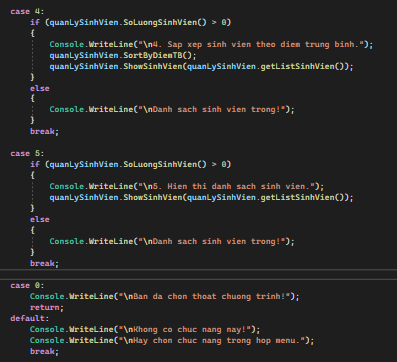 case 4:
if (quanLySinhVien.SoLuongSinhVien() > 0)
{
Console.WriteLine("\n4. Sap xep sinh vien theo diem trung binh.");
quanLySinhVien.SortByDiemTB();
quanLySinhVien.ShowSinhVien(quanLySinhVien.getListSinhVien());
}
else
{
Console.WriteLine("\nDanh sach sinh vien trong!");
}
break;
case 5:
if (quanLySinhVien.SoLuongSinhVien() > 0)
{
Console.WriteLine("\n5. Hien thi danh sach sinh vien.");
quanLySinhVien.ShowSinhVien(quanLySinhVien.getListSinhVien());
}
else
{
Console.WriteLine("\nDanh sach sinh vien trong!");
}
break;
case 0:
Console.WriteLine("\nBan da chon thoat chuong trinh!");
return;
default:
Console.WriteLine("\nKhong co chuc nang nay!");
Console.WriteLine("\nHay chon chuc nang trong hop menu.");
break;